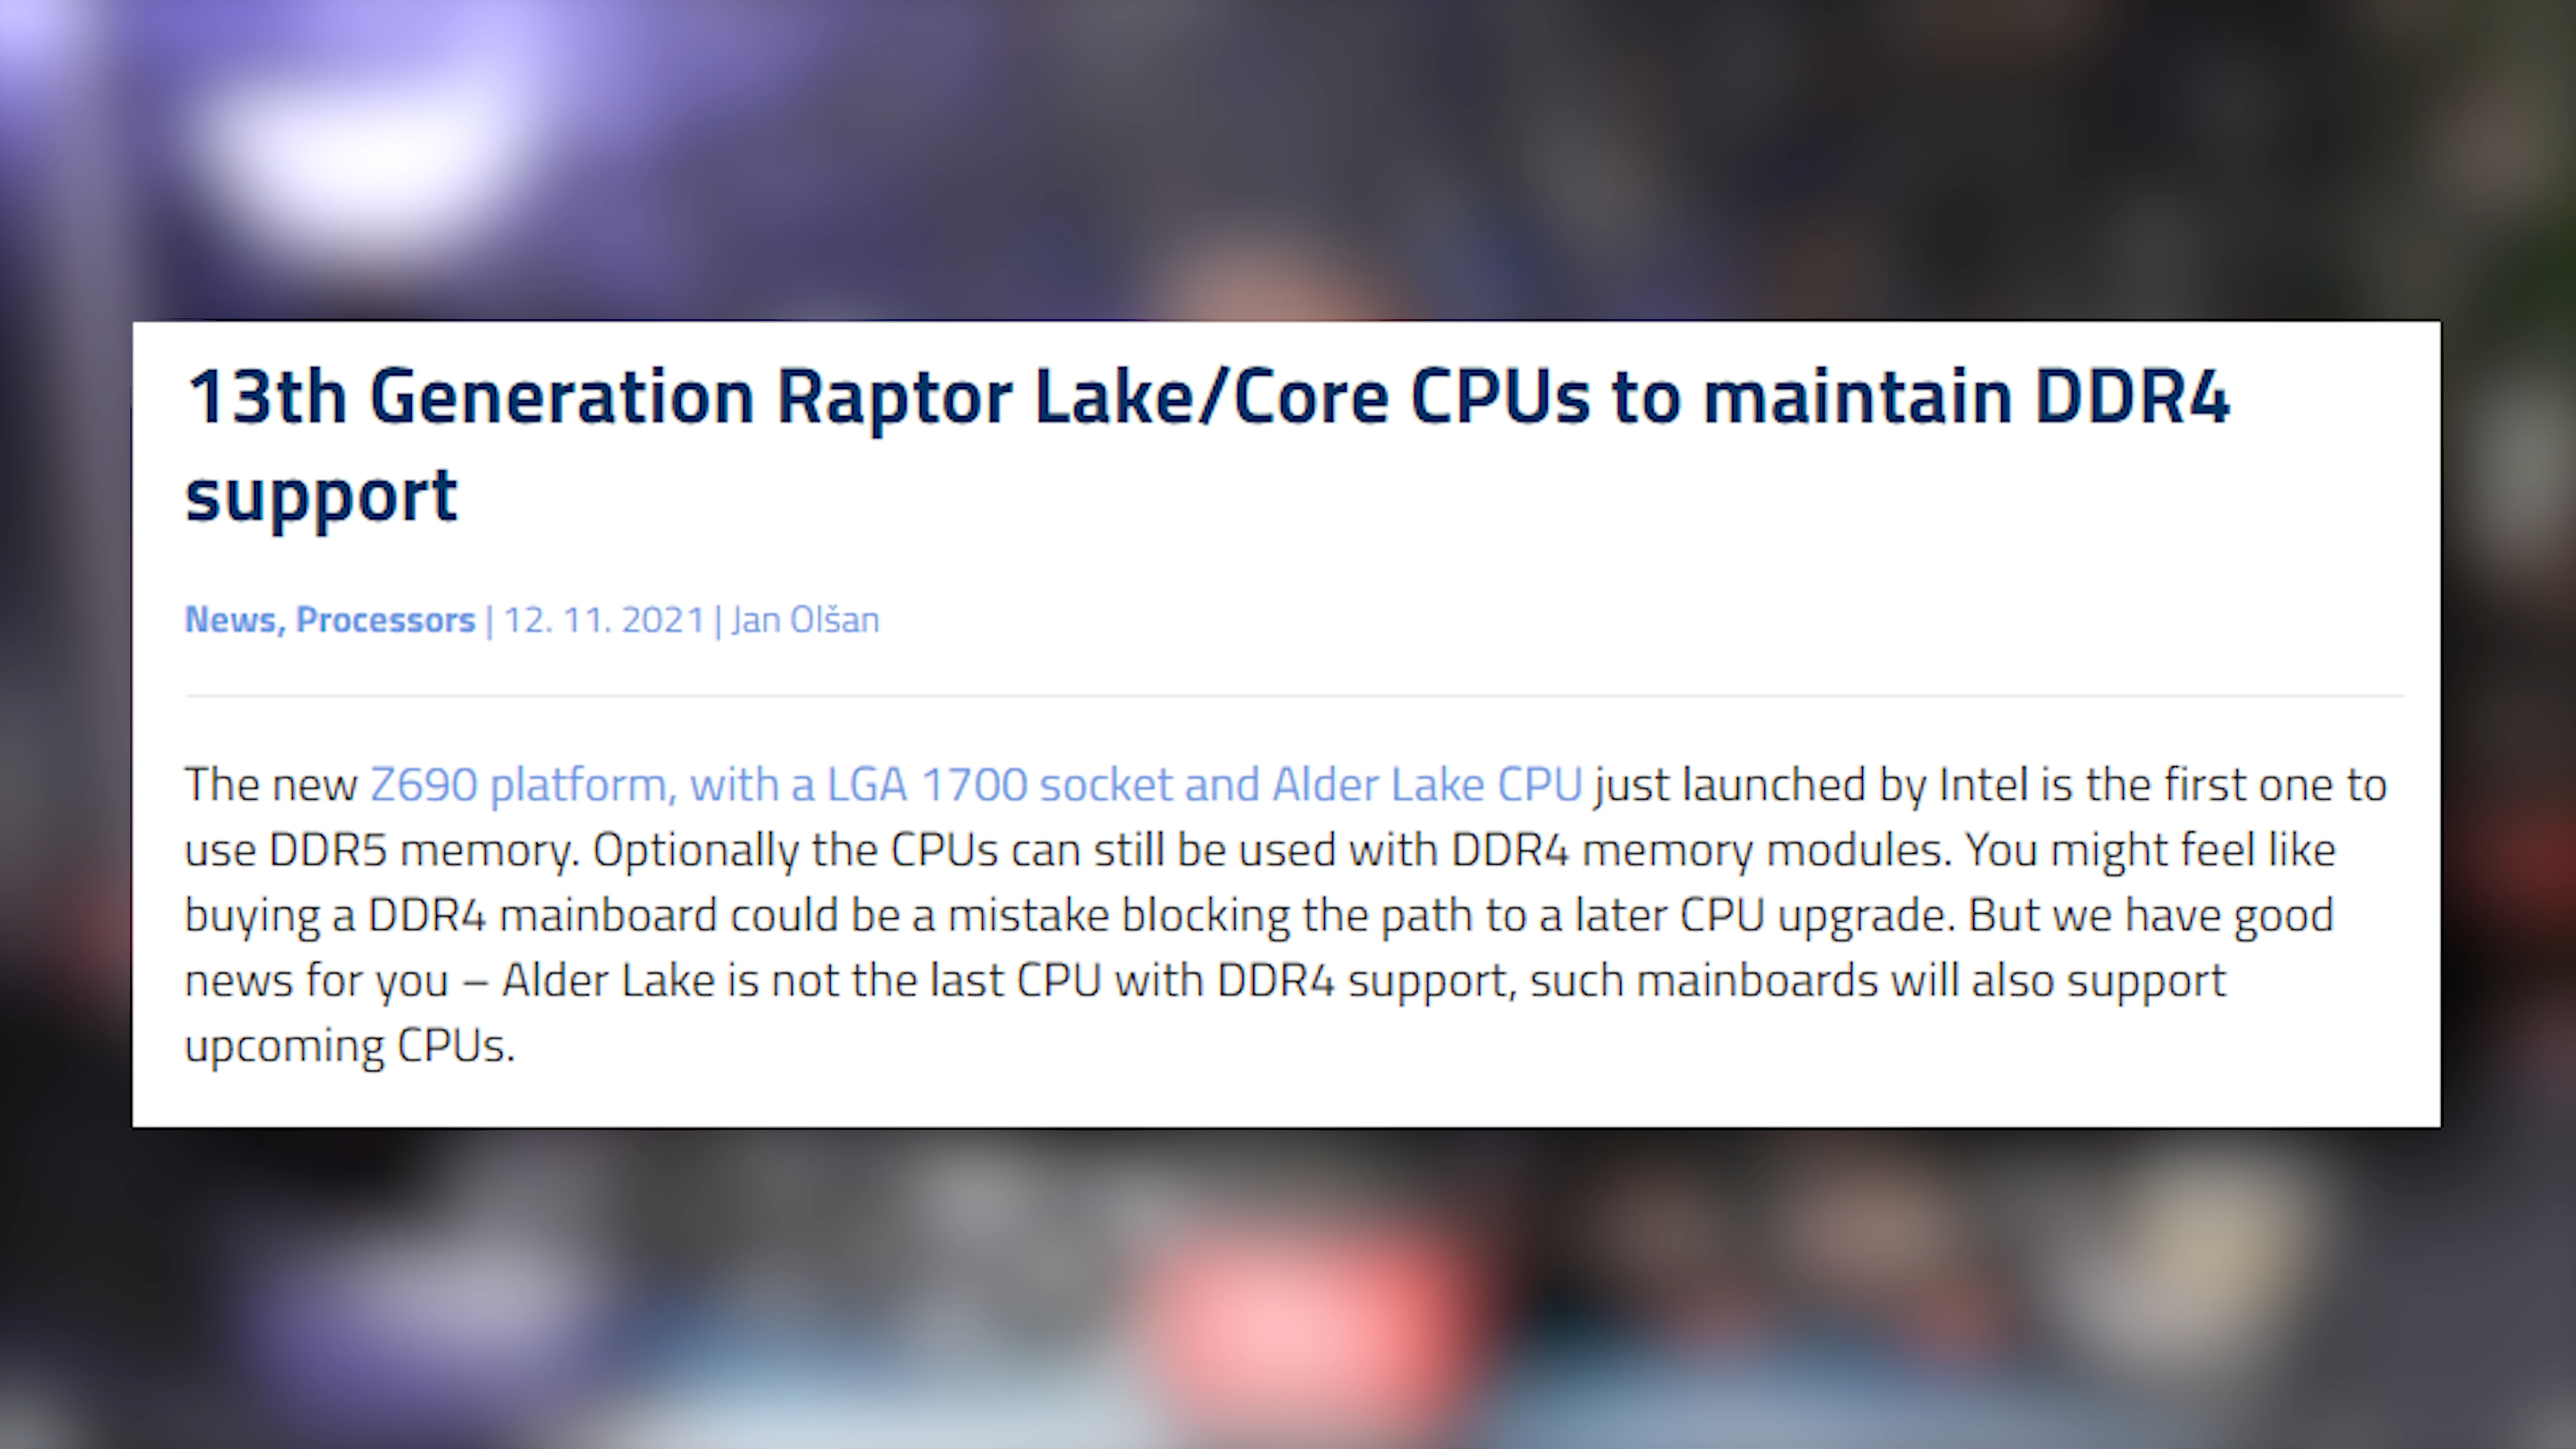 13th Generation Raptor Lake/Core CPUs to maintain DDR4
support
News, Processors | 12. 11. 2021 | Jan Olšan
The new Z690 platform, with a LGA 1700 socket and Alder Lake CPU just launched by Intel is the first one to
use DDR5 memory. Optionally the CPUs can still be used with DDR4 memory modules. You might feel like
buying a DDR4 mainboard could be a mistake blocking the path to a later CPU upgrade. But we have good
news for you – Alder Lake is not the last CPU with DDR4 support, such mainboards will also support
upcoming CPUs.